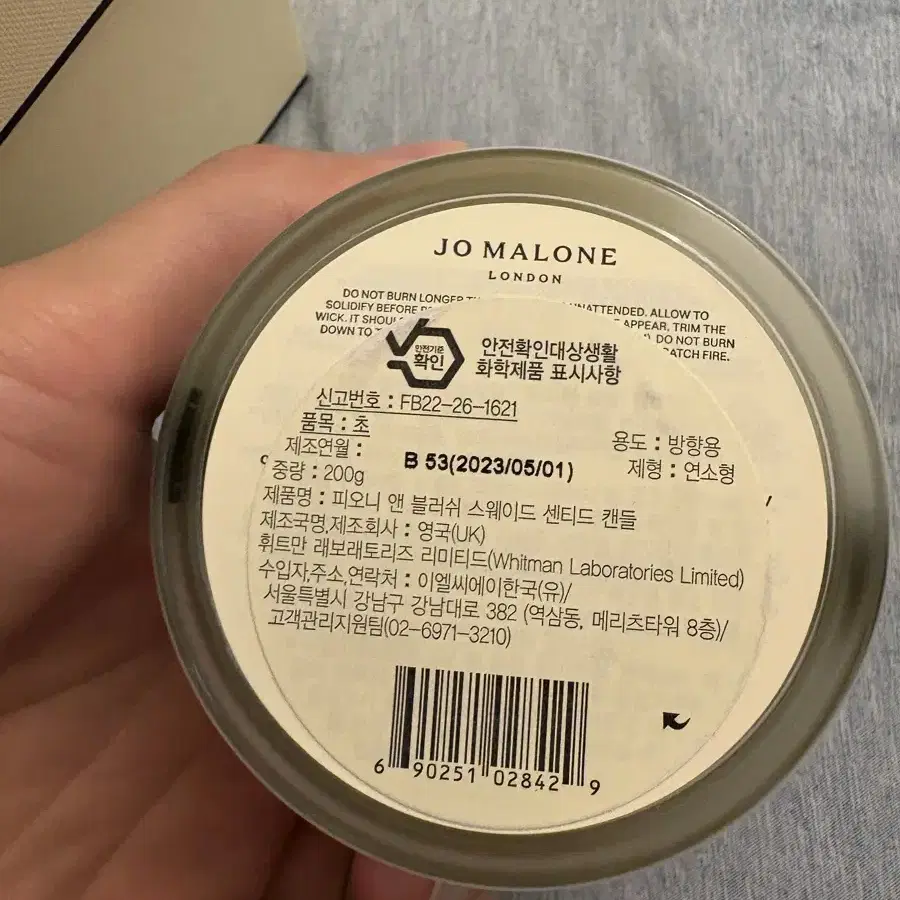 JO MALONE
LONDON
DO NOT BURN LONGER UNATTENDED. ALLOW TO
SOLIDIFY BEFORE APPEAR, TRIM THE
WICK. IT DO NOT BURN
DOWN TO CATCH FIRE.
안전기준
확인
안전확인대상생활
화학제품 표시사항
신고번호 : FB22-26-1621
품목 : 초
용도 : 방향용
제조연월 : B 53(2023/05/01)
제형 : 연소형
중량 : 200g
제품명 : 피오니 앤 블러쉬 스웨이드 센티드 캔들
제조국명,제조회사 : 영국(UK)
휘트만 래보래토리즈 리미티드(Whitman Laboratories Limited)
수입자,주소,연락처 : 이엘씨에이한국(유)/
서울특별시 강남구 강남대로 382 (역삼동, 메리츠타워 8층)/
고객관리지원팀(02-6971-3210)
6 90251 02842 9